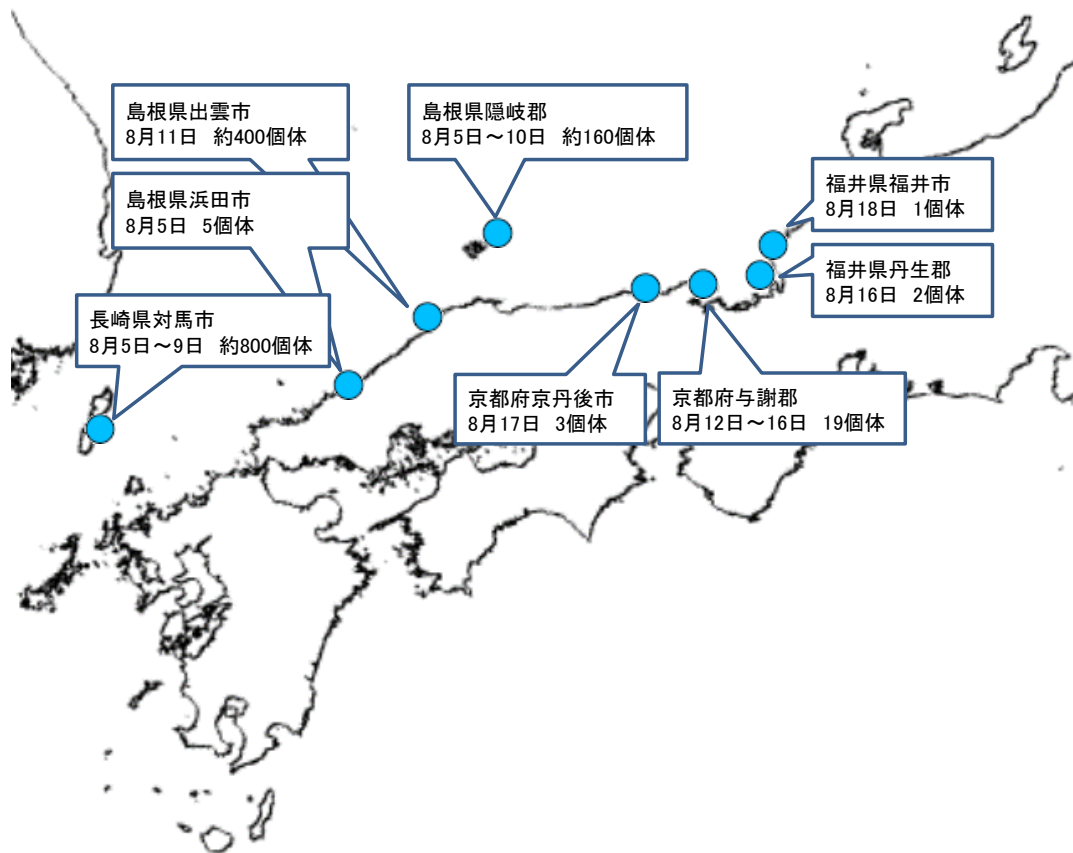 島根県出雲市
8月11日 約400個体
島根県隠岐郡
8月5日～10日 約160個体
島根県浜田市
8月5日 5個体
福井県福井市
8月18日 1個体
福井県丹生郡
8月16日 2個体
長崎県対馬市
8月5日～9日 約800個体
京都府京丹後市
8月17日 3個体
京都府与謝郡
8月12日～16日 19個体